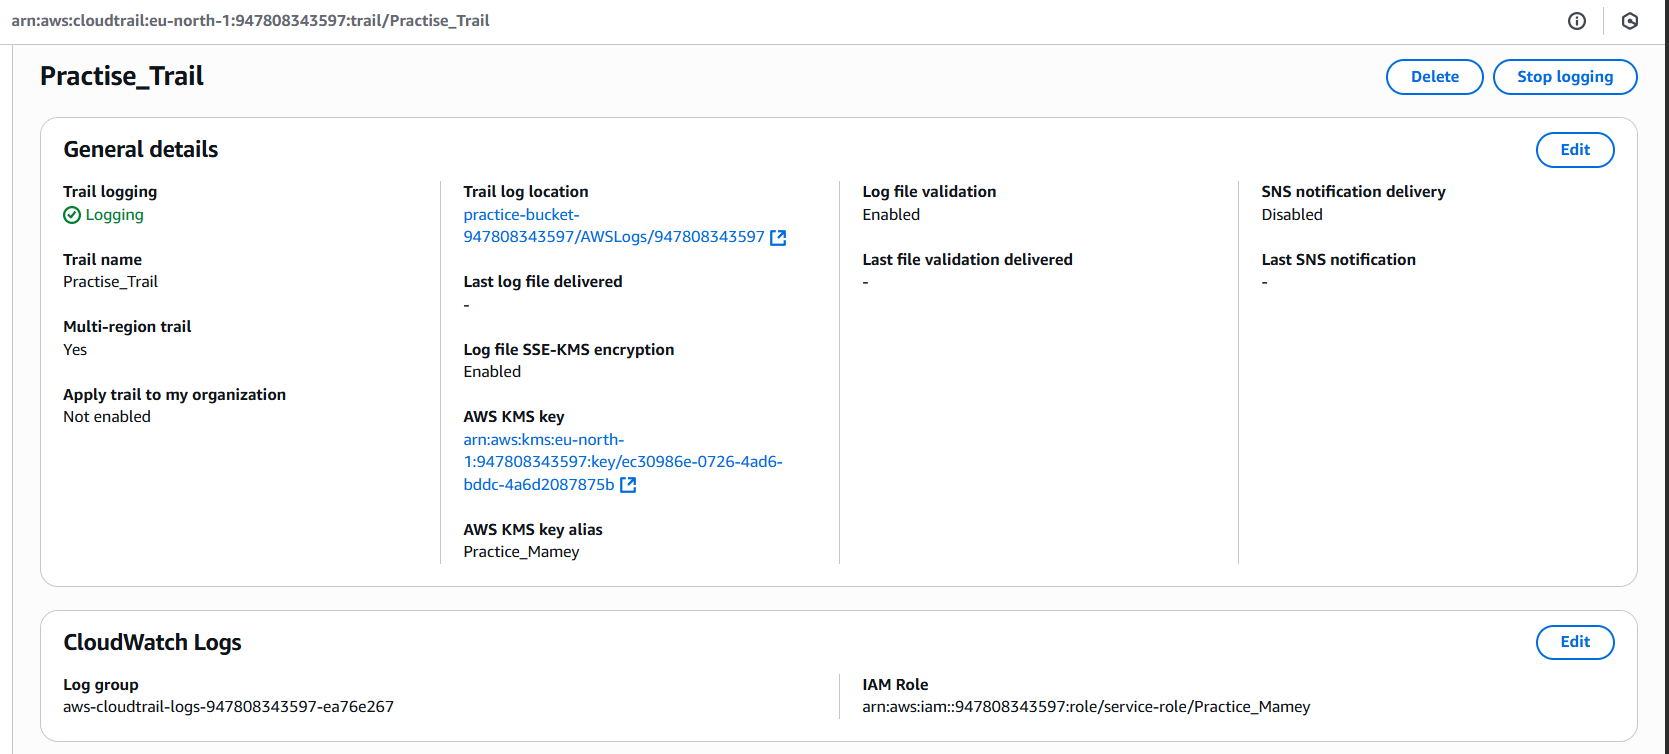 arn:aws:cloudtrail:eu-north-1:947808343597:trail/Practise_Trail
Practise_Trail
Delete
Stop logging
General details
Edit
Trail logging
Logging
Trail name
Practise_Trail
Multi-region trail
Yes
Apply trail to my organization
Not enabled
Trail log location
practice-bucket-
947808343597/AWSLogs/947808343597
Last log file delivered
-
Log file SSE-KMS encryption
Enabled
AWS KMS key
arn:aws:kms:eu-north-
1:947808343597:key/ec30986e-0726-4ad6-
bddc-4a6d2087875b
AWS KMS key alias
Practice_Mamey
Log file validation
Enabled
Last file validation delivered
-
SNS notification delivery
Disabled
Last SNS notification
-
CloudWatch Logs
Edit
Log group
aws-cloudtrail-logs-947808343597-ea76e267
IAM Role
arn:aws:iam::947808343597:role/service-role/Practice_Mamey